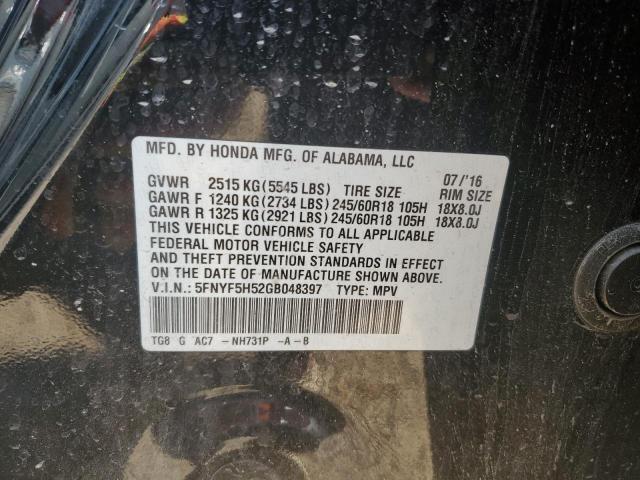 MFD. BY HONDA MFG. OF ALABAMA, LLC
07/'16
GVWR 2515 KG (5545 LBS) TIRE SIZE RIM SIZE
GAWR F 1240 KG (2734 LBS) 245/60R18 105H 18X8.0J
GAWR R 1325 KG (2921 LBS) 245/60R18 105H 18X8.0J
THIS VEHICLE CONFORMS TO ALL APPLICABLE
FEDERAL MOTOR VEHICLE SAFETY
AND THEFT PREVENTION STANDARDS IN EFFECT
ON THE DATE OF MANUFACTURE SHOWN ABOVE.
V.I.N.: 5FNYF5H52GB048397 TYPE: MPV
TG8 G AC7 -NH731P -A-B